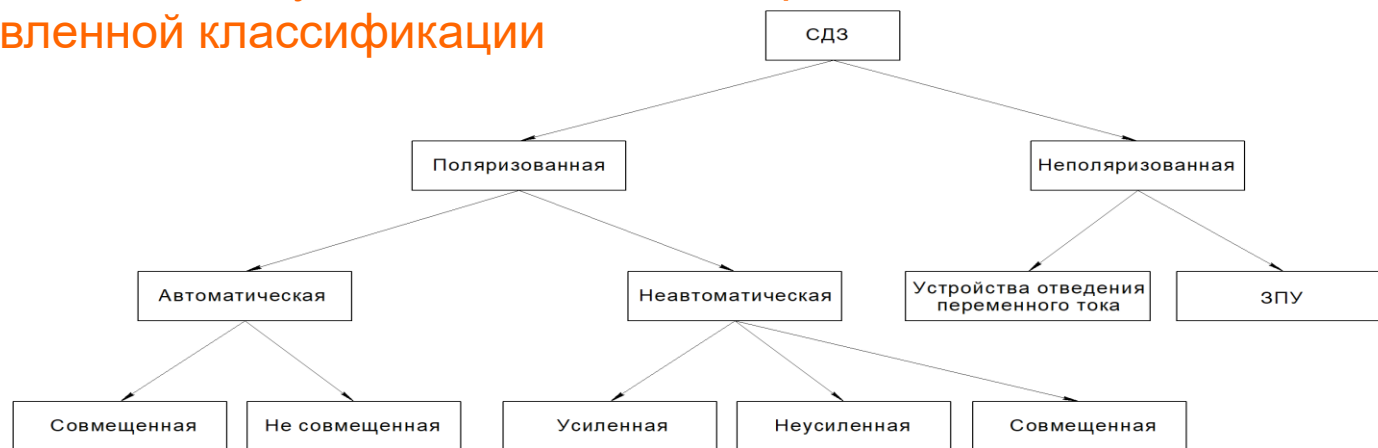 вленной классификации
СДЗ
Поляризованная
Неполяризованная
Автоматическая
Неавтоматическая
Устройства отведения
переменного тока
ЗПУ
Совмещенная
Не совмещенная
Усиленная
Неусиленная
Совмещенная